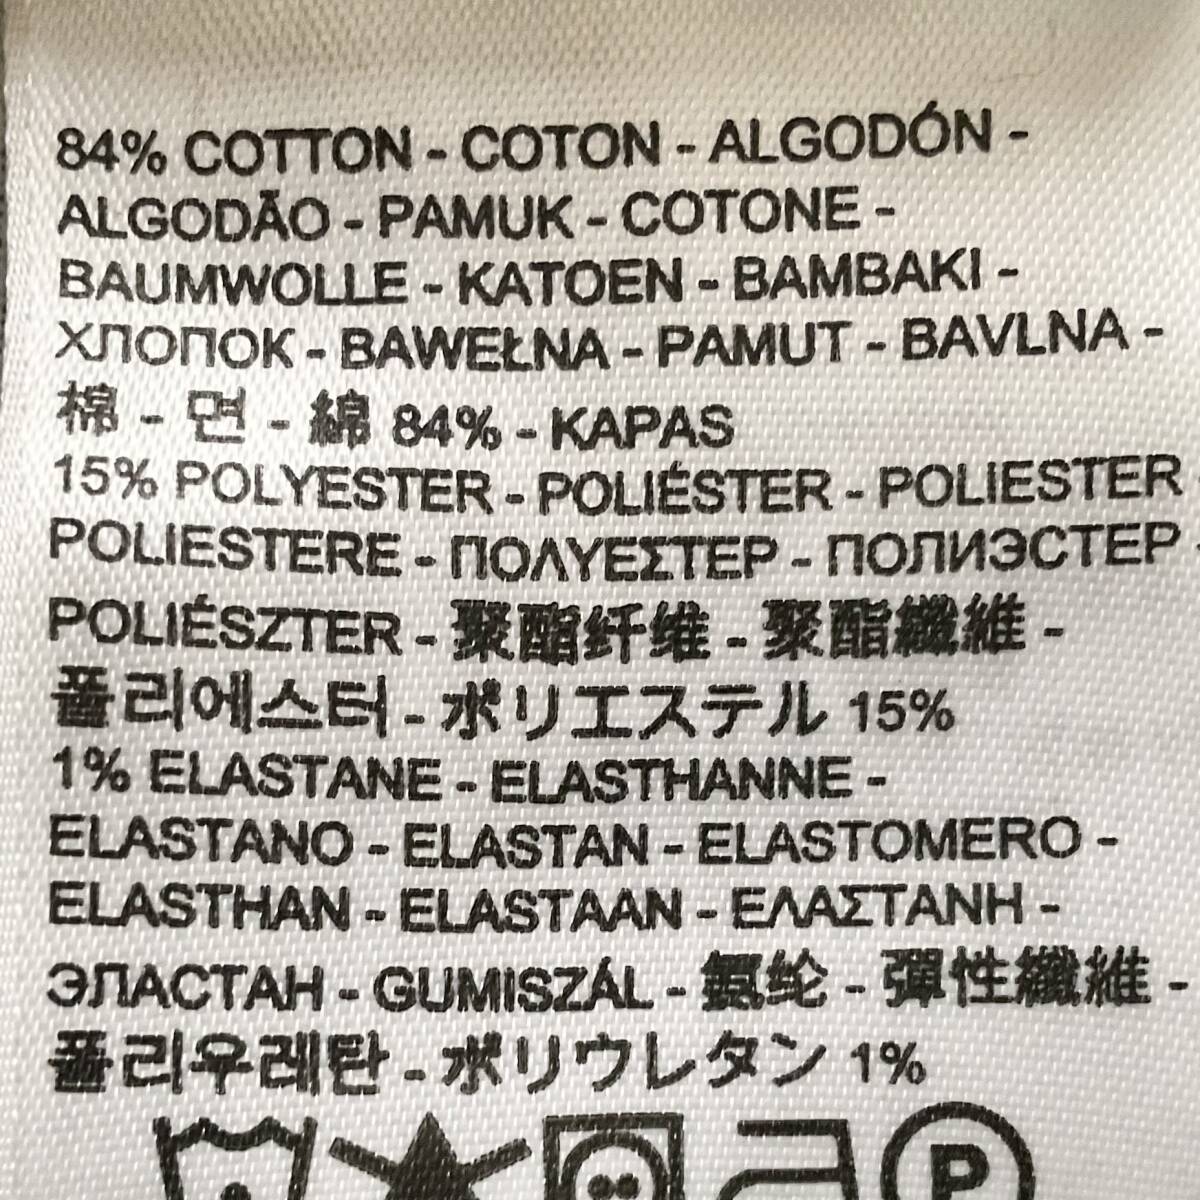 84% COTTON - COTON - ALGODÓN -
ALGODÃO - PAMUK - COTONE -
BAUMWOLLE - KATOEN - BAMBAKI -
ХЛОПОК - BAWEŁNA - PAMUT - BAVLNA -
棉 - 면 - 綿 84% - KAPAS
15% POLYESTER - POLIÉSTER - POLIESTER
POLIESTERE - ΠΟΛΥΕΣΤΕΡ - ПОЛИЭСТЕР -
POLIÉSZTER - 聚酯纤维 - 聚酯纖維 -
폴리에스터 - ポリエステル 15%
1% ELASTANE - ELASTHANNE -
ELASTANO - ELASTAN - ELASTOMERO -
ELASTHAN - ELASTAAN - ΕΛΑΣΤΑΝΗ -
ЭЛАСТАН - GUMISZÁL - 氨纶 - 彈性纖維 -
폴리우레탄 - ポリウレタン 1%
P